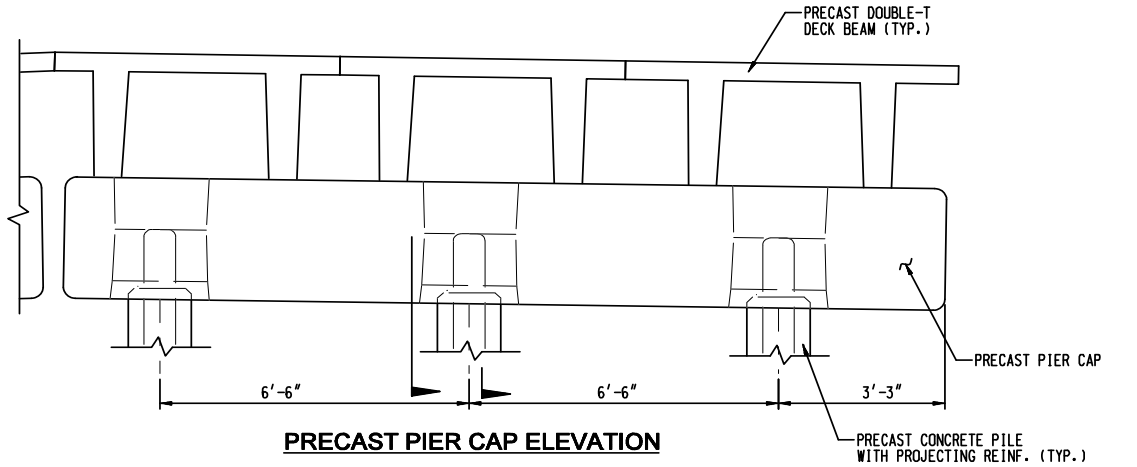 PRECAST DOUBLE-T
DECK BEAM (TYP.)
PRECAST PIER CAP
6'-6"
6'-6"
3'-3"
PRECAST PIER CAP ELEVATION
PRECAST CONCRETE PILE
WITH PROJECTING REINF. (TYP.)